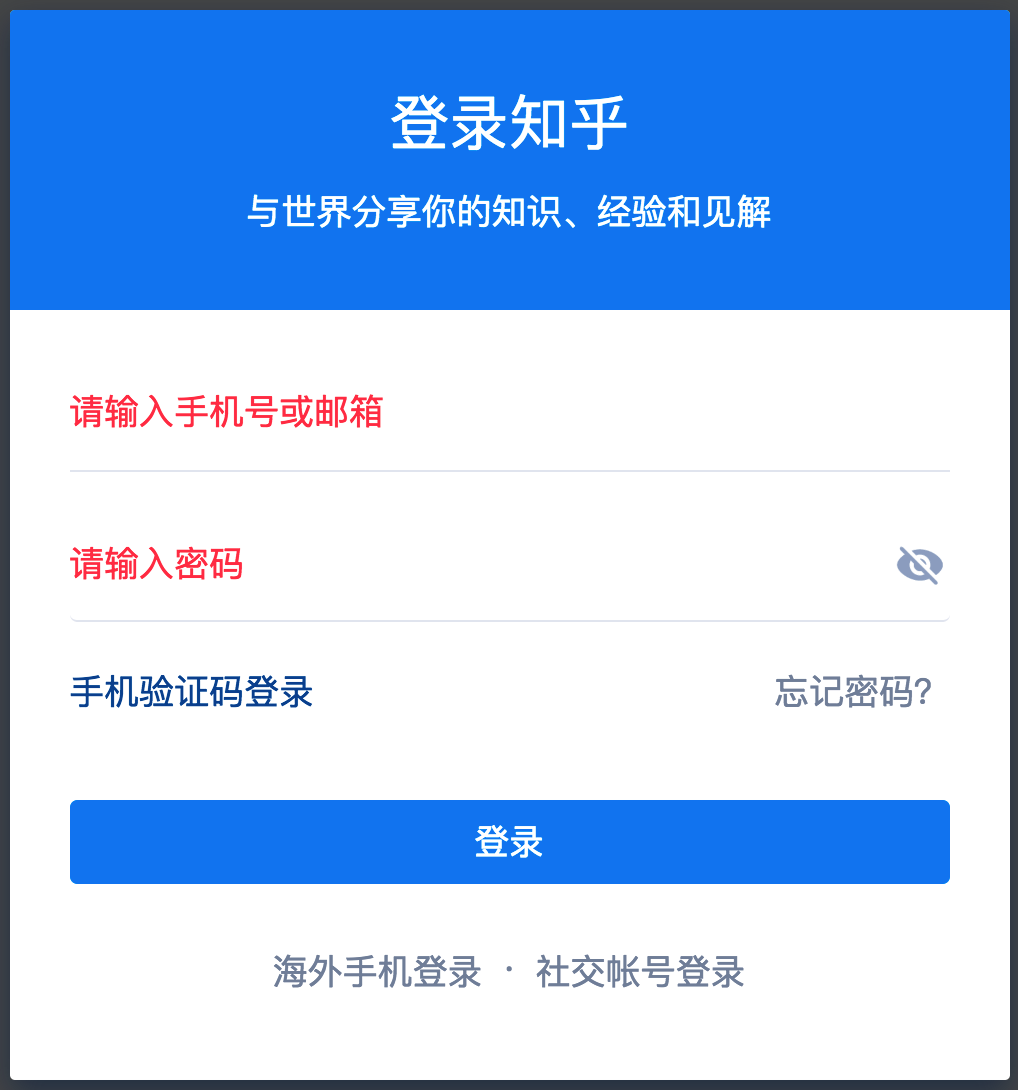 登录知乎
与世界分享你的知识、经验和见解
请输入手机号或邮箱
请输入密码
手机验证码登录 忘记密码?
登录
海外手机登录 · 社交帐号登录